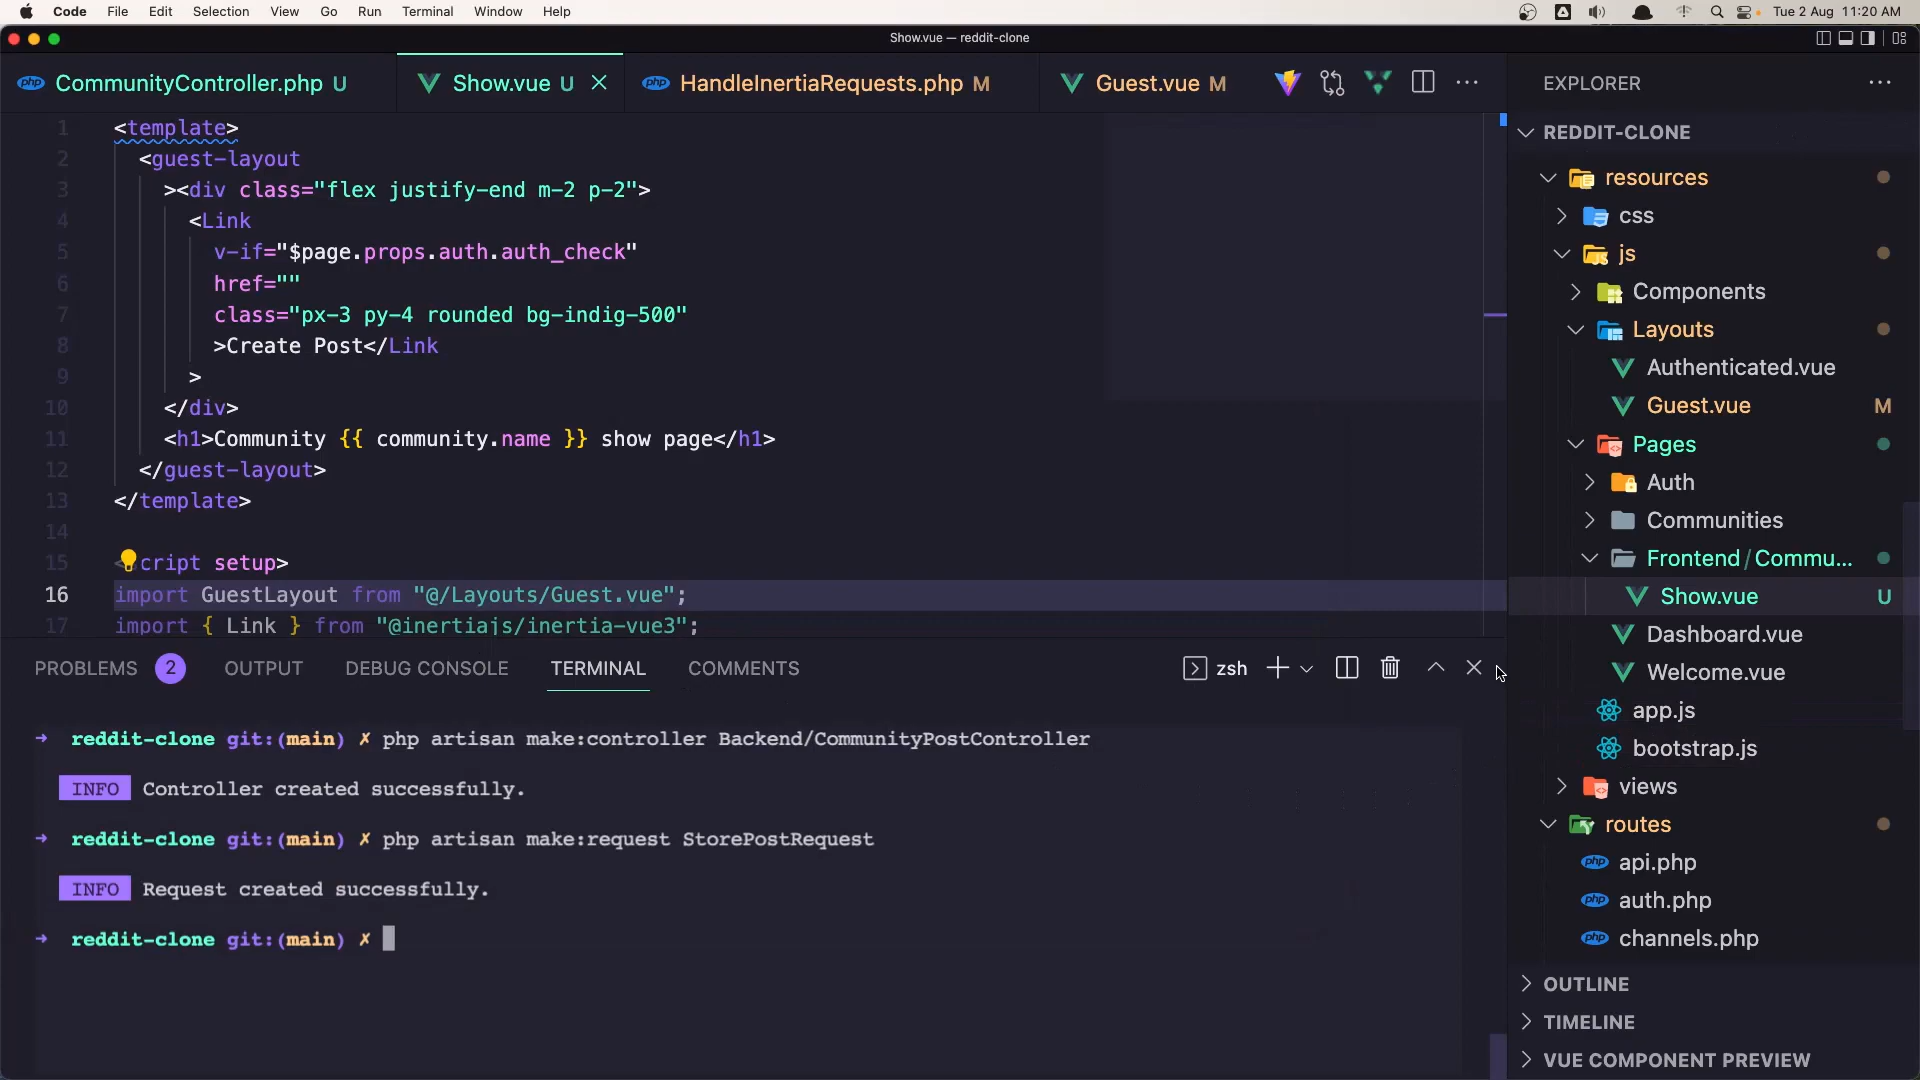 Code File Edit Selection View Go Run Terminal Window Help Tue 2 Aug 11:20 AM
Show.vue — reddit-clone
CommunityController.php U Show.vue U HandleInertiaRequests.php M Guest.vue M
1 <template>
2 <guest-layout
3 ><div class="flex justify-end m-2 p-2">
4 <Link
5 v-if="$page.props.auth.auth_check"
6 href=""
7 class="px-3 py-4 rounded bg-indig-500"
8 >Create Post</Link
9 >
10 </div>
11 <h1>Community {{ community.name }} show page</h1>
12 </guest-layout>
13 </template>
14
15 cript setup>
16 import GuestLayout from "@/Layouts/Guest.vue";
17 import { Link } from "@inertiajs/inertia-vue3";
PROBLEMS 2 OUTPUT DEBUG CONSOLE TERMINAL COMMENTS zsh
→ reddit-clone git:(main) ✗ php artisan make:controller Backend/CommunityPostController
INFO Controller created successfully.
→ reddit-clone git:(main) ✗ php artisan make:request StorePostRequest
INFO Request created successfully.
→ reddit-clone git:(main) ✗
EXPLORER
REDDIT-CLONE
resources
css
js
Components
Layouts
Authenticated.vue
Guest.vue M
Pages
Auth
Communities
Frontend/Commu...
Show.vue U
Dashboard.vue
Welcome.vue
app.js
bootstrap.js
views
routes
api.php
auth.php
channels.php
OUTLINE
TIMELINE
VUE COMPONENT PREVIEW